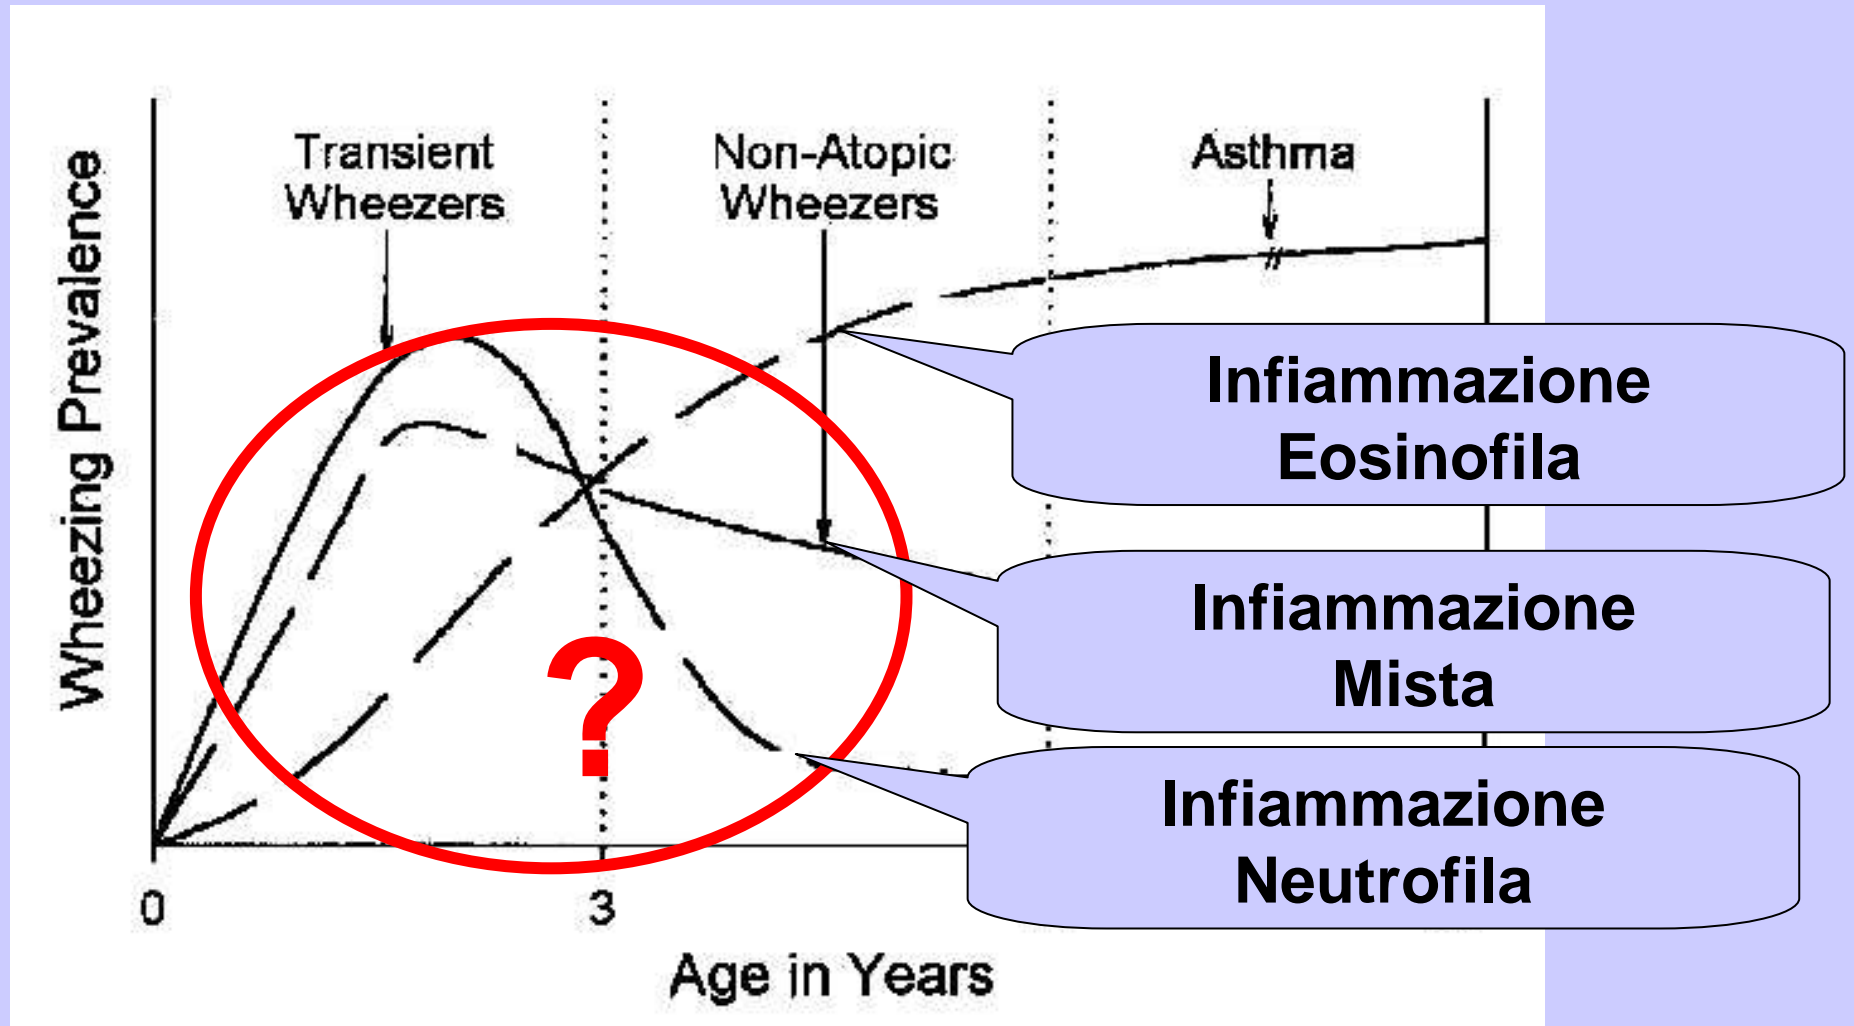 Transient
Wheezers
Non-Atopic
Wheezers
Asthma
Wheezing Prevalence
Infiammazione
Eosinofila
Infiammazione
Mista
?
Infiammazione
Neutrofila
0
3
Age in Years